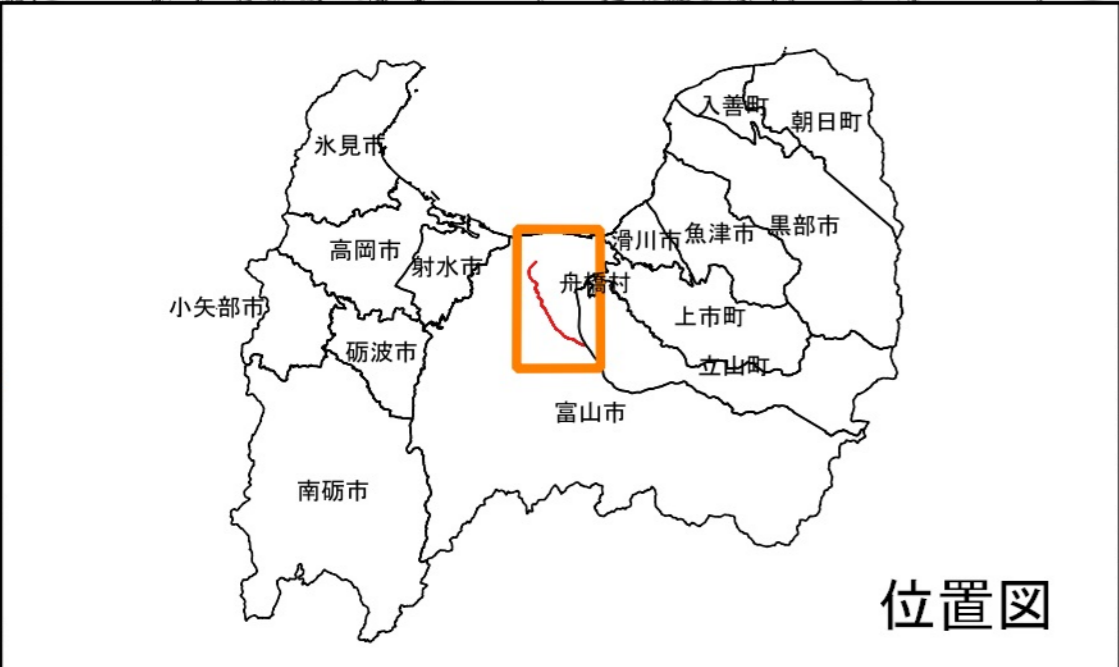 入善町
朝日町
氷見市
黒部市
魚津市
滑川市
高岡市
射水市
舟橋村
小矢部市
上市町
砺波市
立山町
富山市
南砺市
位置図